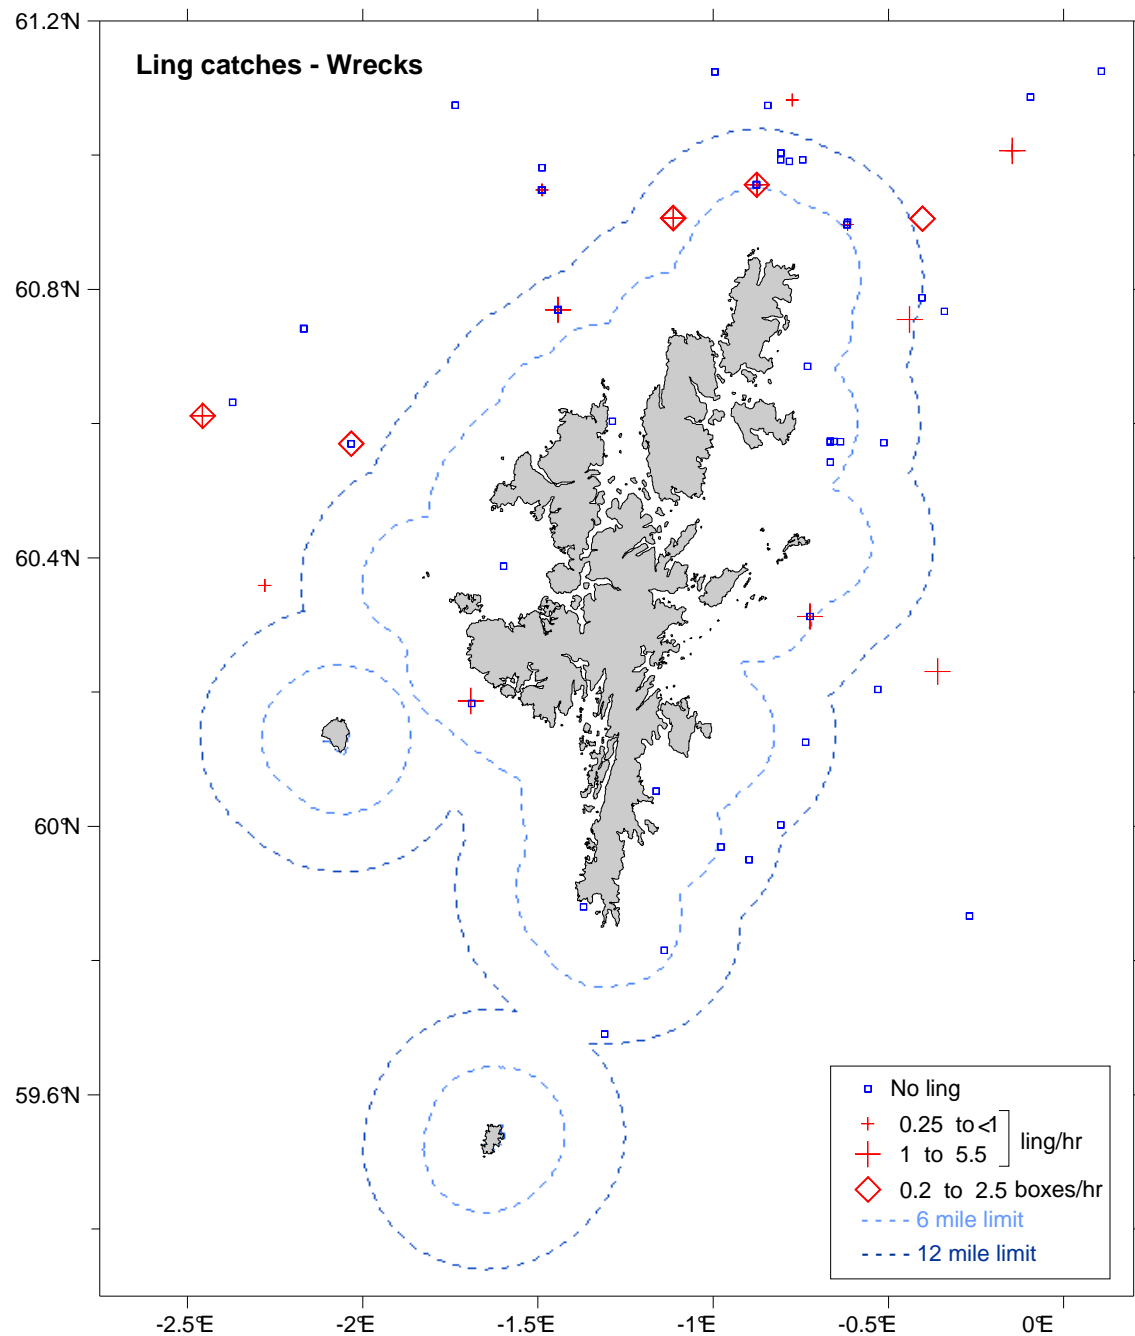 61.2°N
Ling catches - Wrecks
60.8°N
60.4°N
60°N
59.6°N
No ling
0.25 to <1
ling/hr
1 to 5.5
0.2 to 2.5 boxes/hr
6 mile limit
12 mile limit
-2.5°E -2°E -1.5°E -1°E -0.5°E 0°E